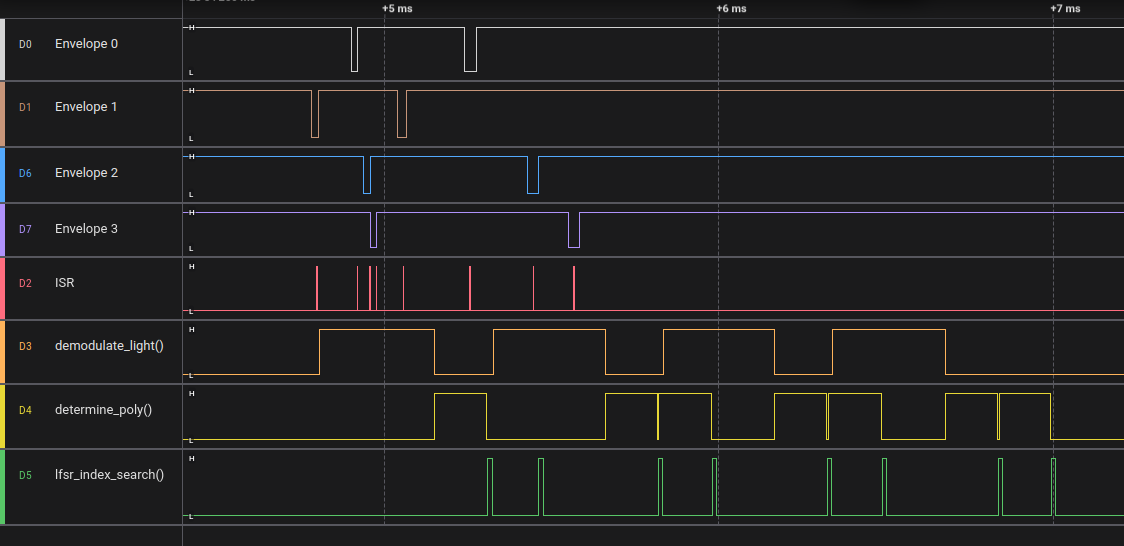 +5 ms +6 ms +7 ms
D0 Envelope 0 H L
D1 Envelope 1 H L
D6 Envelope 2 H L
D7 Envelope 3 H L
D2 ISR H L
D3 demodulate_light() H L
D4 determine_poly() H L
D5 lfsr_index_search() H L